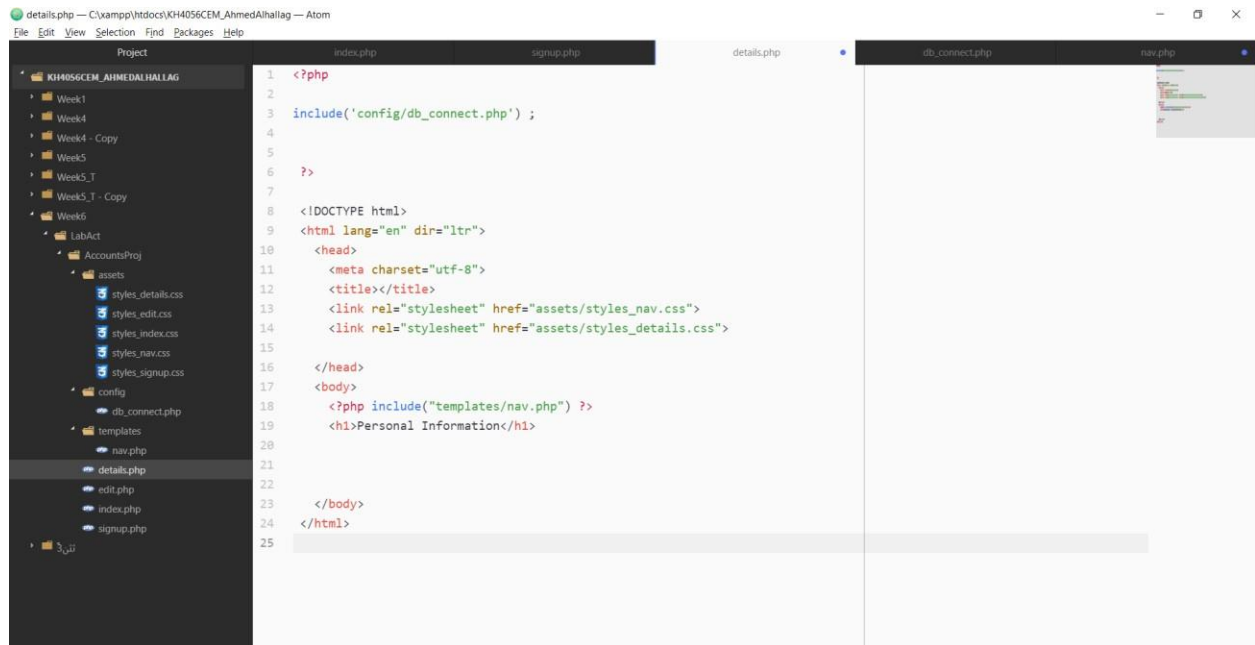 details.php — C:\xampp\htdocs\KH4056CEM_AhmedAlhallag — Atom
File Edit View Selection Find Packages Help
Project
index.php signup.php details.php db_connect.php nav.php
KH4056CEM_AHMEDALHALLAG
Week1
Week4
Week4 - Copy
Week5
Week5_T
Week5_T - Copy
Week6
LabAct
AccountsProj
assets
styles_details.css
styles_edit.css
styles_index.css
styles_nav.css
styles_signup.css
config
db_connect.php
templates
nav.php
details.php
edit.php
index.php
signup.php
1 <?php
2
3 include('config/db_connect.php') ;
4
5
6 ?>
7
8 <!DOCTYPE html>
9 <html lang="en" dir="ltr">
10 <head>
11 <meta charset="utf-8">
12 <title></title>
13 <link rel="stylesheet" href="assets/styles_nav.css">
14 <link rel="stylesheet" href="assets/styles_details.css">
15
16 </head>
17 <body>
18 <?php include("templates/nav.php") ?>
19 <h1>Personal Information</h1>
20
21
22
23 </body>
24 </html>
25